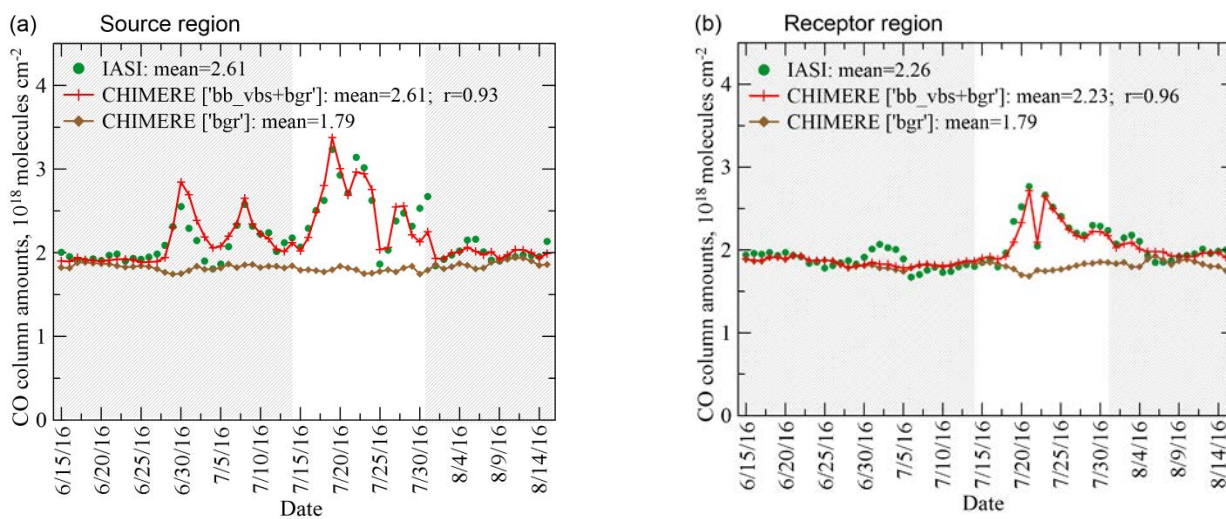 (a) Source region
IASI: mean=2.61
CHIMERE ['bb_vbs+bgr']: mean=2.61; r=0.93
CHIMERE ['bgr']: mean=1.79
CO column amounts, 10^18 molecules cm^-2
4
3
2
1
0
6/15/16 6/20/16 6/25/16 6/30/16 7/5/16 7/10/16 7/15/16 7/20/16 7/25/16 7/30/16 8/4/16 8/9/16 8/14/16
Date
(b) Receptor region
IASI: mean=2.26
CHIMERE ['bb_vbs+bgr']: mean=2.23; r=0.96
CHIMERE ['bgr']: mean=1.79
CO column amounts, 10^18 molecules cm^-2
4
3
2
1
0
6/15/16 6/20/16 6/25/16 6/30/16 7/5/16 7/10/16 7/15/16 7/20/16 7/25/16 7/30/16 8/4/16 8/9/16 8/14/16
Date